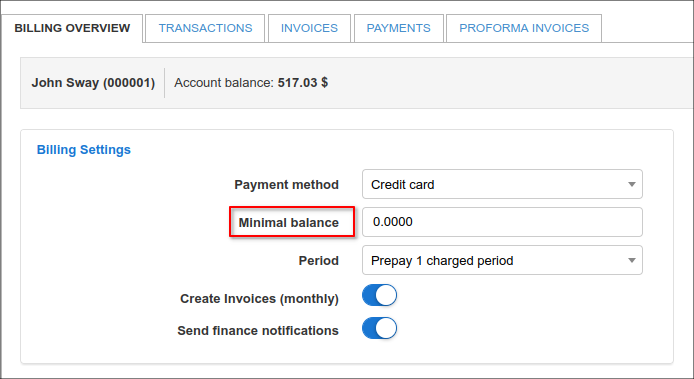 BILLING OVERVIEW TRANSACTIONS INVOICES PAYMENTS PROFORMA INVOICES
John Sway (000001) Account balance: 517.03 $
Billing Settings
Payment method Credit card
Minimal balance 0.0000
Period Prepay 1 charged period
Create Invoices (monthly)
Send finance notifications